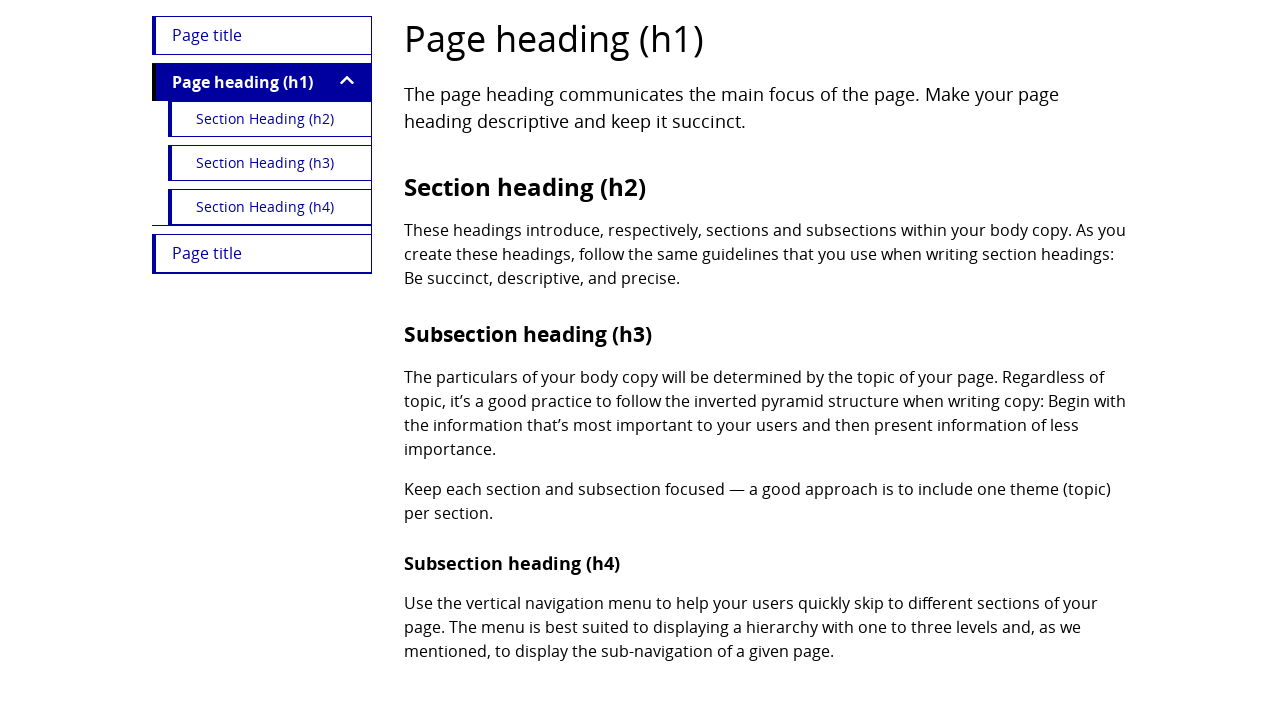 Page title
Page heading (h1)
Section Heading (h2)
Section Heading (h3)
Section Heading (h4)
Page title
Page heading (h1)
The page heading communicates the main focus of the page. Make your page
heading descriptive and keep it succinct.
Section heading (h2)
These headings introduce, respectively, sections and subsections within your body copy. As you
create these headings, follow the same guidelines that you use when writing section headings:
Be succinct, descriptive, and precise.
Subsection heading (h3)
The particulars of your body copy will be determined by the topic of your page. Regardless of
topic, it’s a good practice to follow the inverted pyramid structure when writing copy: Begin with
the information that’s most important to your users and then present information of less
importance.
Keep each section and subsection focused — a good approach is to include one theme (topic)
per section.
Subsection heading (h4)
Use the vertical navigation menu to help your users quickly skip to different sections of your
page. The menu is best suited to displaying a hierarchy with one to three levels and, as we
mentioned, to display the sub-navigation of a given page.